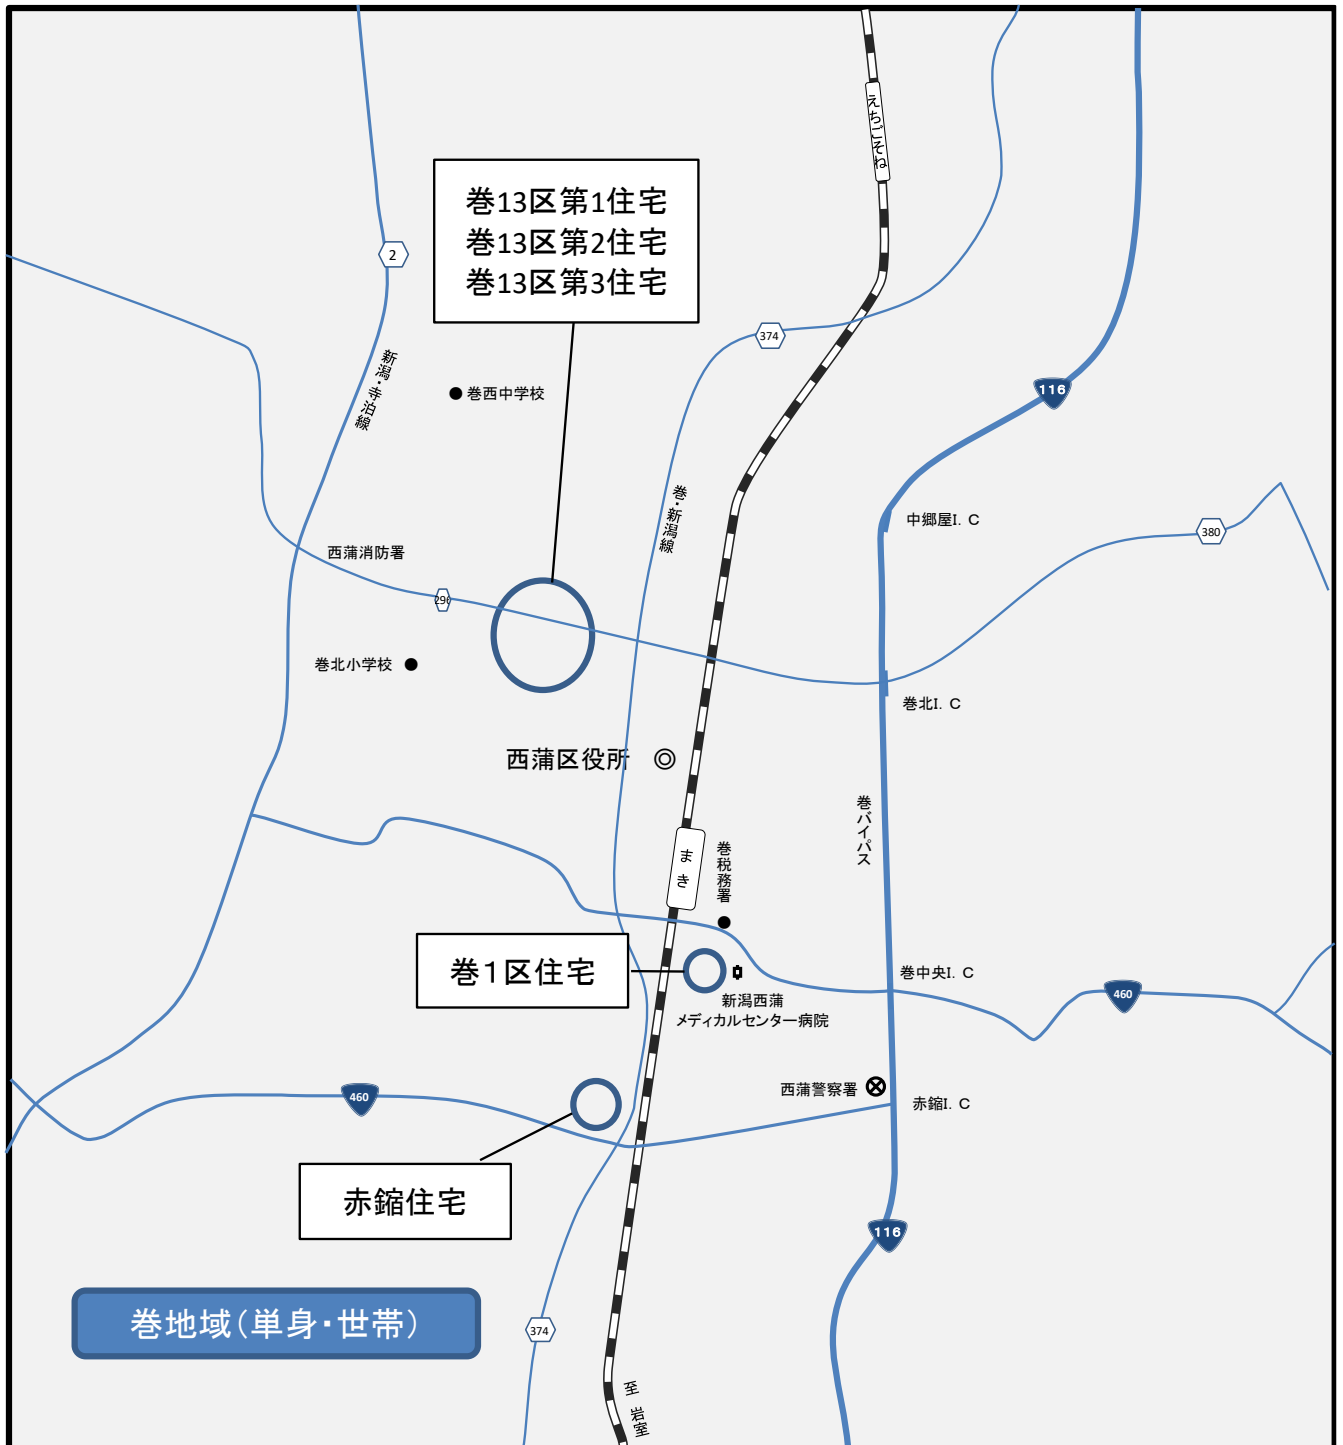 えちごそね
巻13区第1住宅
巻13区第2住宅
巻13区第3住宅
2
374
新潟・寺泊線
巻西中学校
116
巻・新潟線
中郷屋I. C
380
西蒲消防署
296
巻北小学校
巻北I. C
西蒲区役所
巻バイパス
まき
巻税務署
巻1区住宅
巻中央I. C
460
新潟西蒲
メディカルセンター病院
西蒲警察署
460
赤鏥I. C
赤鏥住宅
116
巻地域(単身・世帯)
374
至 岩室